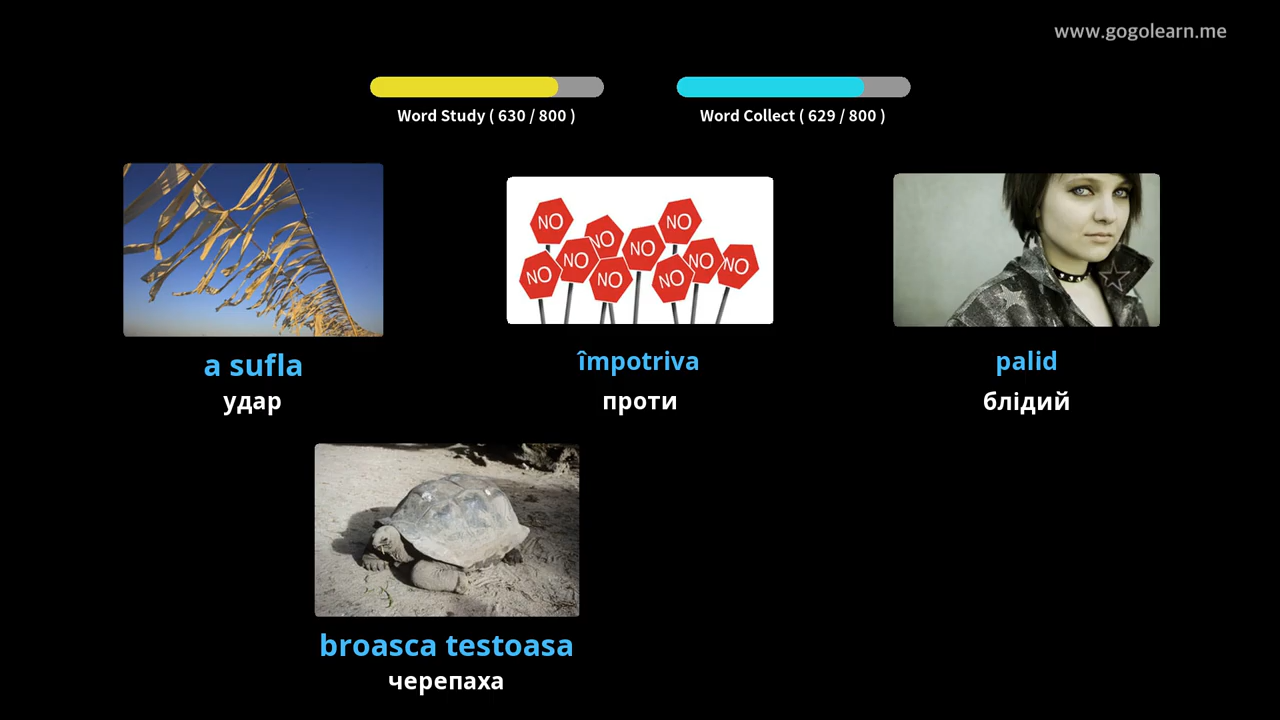 www.gogolearn.me
Word Study ( 630 / 800 )
Word Collect ( 629 / 800 )
NO
NO
NO
NO
NO
NO
NO
NO
NO
NO
a sufla
împotriva
palid
удар
проти
блідий
broasca testoasa
черепаха